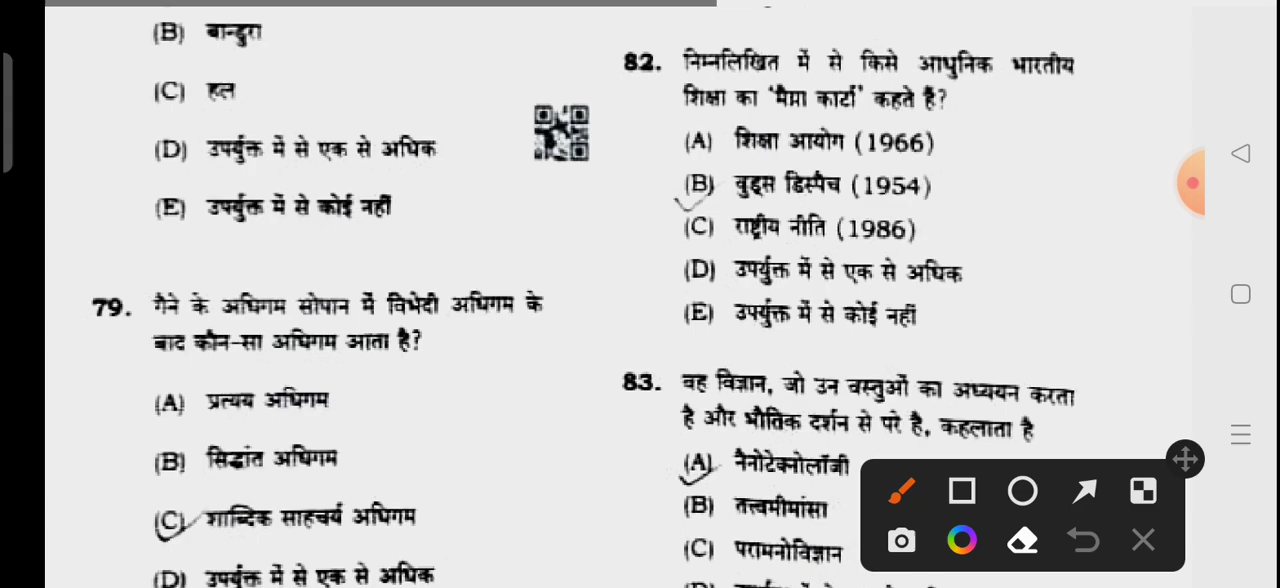 (B) बान्डुरा
(C) हल
(D) उपर्युक्त में से एक से अधिक
(E) उपर्युक्त में से कोई नहीं
79. गैने के अधिगम सोपान में विभेदी अधिगम के
बाद कौन-सा अधिगम आता है?
(A) प्रत्यय अधिगम
(B) सिद्धांत अधिगम
(C) शाब्दिक साहचर्य अधिगम
(D) उपर्युक्त में से एक से अधिक
82. निम्नलिखित में से किसे आधुनिक भारतीय
शिक्षा का 'मैग्ना कार्टा' कहते हैं?
(A) शिक्षा आयोग (1966)
(B) वुड्स डिस्पैच (1954)
(C) राष्ट्रीय नीति (1986)
(D) उपर्युक्त में से एक से अधिक
(E) उपर्युक्त में से कोई नहीं
83. वह विज्ञान, जो उन वस्तुओं का अध्ययन करता
है और भौतिक दर्शन से परे है, कहलाता है
(A) नैनोटेक्नोलॉजी
(B) तत्त्वमीमांसा
(C) परामनोविज्ञान